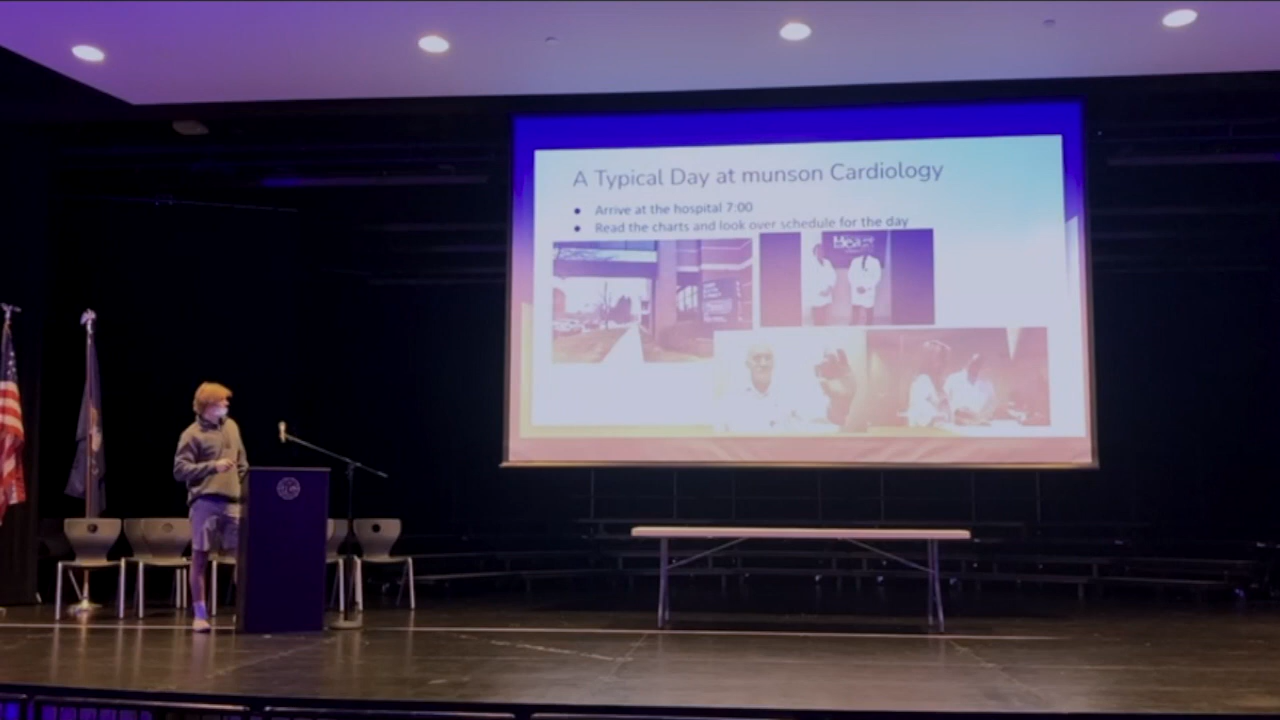 A Typical Day at munson Cardiology
Arrive at the hospital 7:00
Read the charts and look over schedule for the day
Heart